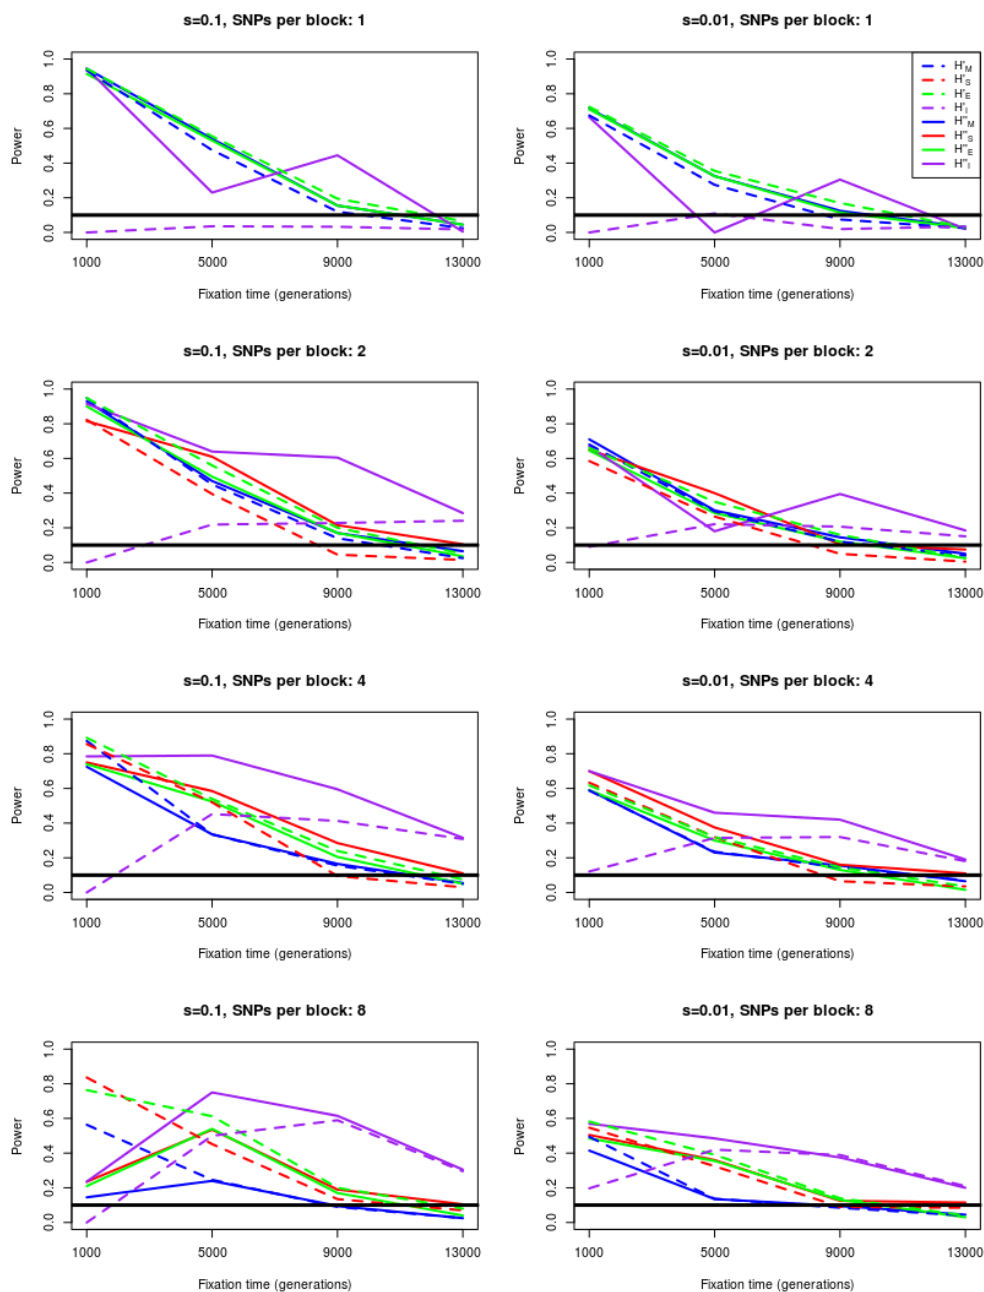 s=0.1, SNPs per block: 1
Power
0.0 0.2 0.4 0.6 0.8 1.0
1000 5000 9000 13000
Fixation time (generations)
s=0.01, SNPs per block: 1
Power
0.0 0.2 0.4 0.6 0.8 1.0
H'M
H'S
H'E
H'I
H''M
H''S
H''E
H''I
1000 5000 9000 13000
Fixation time (generations)
s=0.1, SNPs per block: 2
Power
0.0 0.2 0.4 0.6 0.8 1.0
1000 5000 9000 13000
Fixation time (generations)
s=0.01, SNPs per block: 2
Power
0.0 0.2 0.4 0.6 0.8 1.0
1000 5000 9000 13000
Fixation time (generations)
s=0.1, SNPs per block: 4
Power
0.0 0.2 0.4 0.6 0.8 1.0
1000 5000 9000 13000
Fixation time (generations)
s=0.01, SNPs per block: 4
Power
0.0 0.2 0.4 0.6 0.8 1.0
1000 5000 9000 13000
Fixation time (generations)
s=0.1, SNPs per block: 8
Power
0.0 0.2 0.4 0.6 0.8 1.0
1000 5000 9000 13000
Fixation time (generations)
s=0.01, SNPs per block: 8
Power
0.0 0.2 0.4 0.6 0.8 1.0
1000 5000 9000 13000
Fixation time (generations)